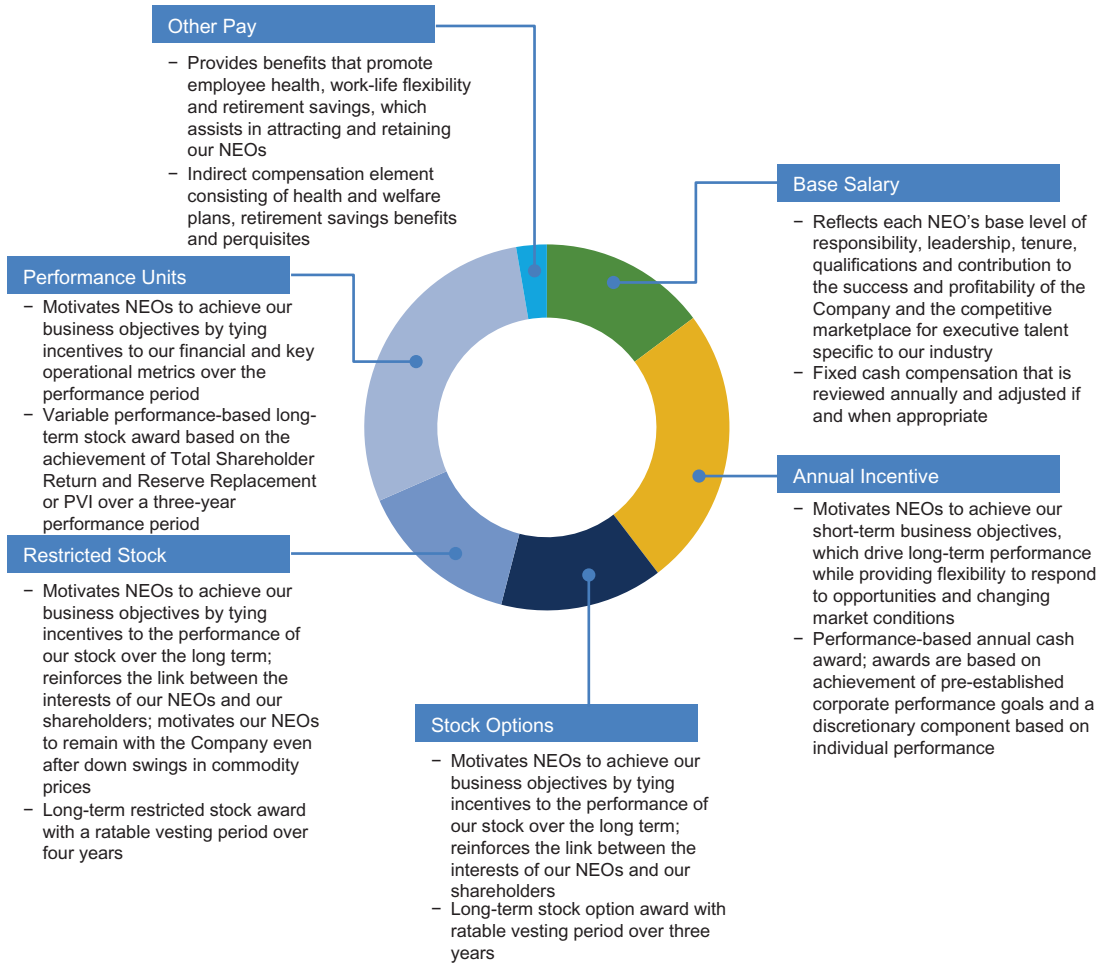 Other Pay
– Provides benefits that promote
employee health, work-life flexibility
and retirement savings, which
assists in attracting and retaining
our NEOs
– Indirect compensation element
consisting of health and welfare
plans, retirement savings benefits
and perquisites
Base Salary
– Reflects each NEO’s base level of
responsibility, leadership, tenure,
qualifications and contribution to
the success and profitability of the
Company and the competitive
marketplace for executive talent
specific to our industry
– Fixed cash compensation that is
reviewed annually and adjusted if
and when appropriate
Performance Units
– Motivates NEOs to achieve our
business objectives by tying
incentives to our financial and key
operational metrics over the
performance period
– Variable performance-based long-
term stock award based on the
achievement of Total Shareholder
Return and Reserve Replacement
or PVI over a three-year
performance period
Annual Incentive
– Motivates NEOs to achieve our
short-term business objectives,
which drive long-term performance
while providing flexibility to respond
to opportunities and changing
market conditions
– Performance-based annual cash
award; awards are based on
achievement of pre-established
corporate performance goals and a
discretionary component based on
individual performance
Restricted Stock
– Motivates NEOs to achieve our
business objectives by tying
incentives to the performance of
our stock over the long term;
reinforces the link between the
interests of our NEOs and our
shareholders; motivates our NEOs
to remain with the Company even
after down swings in commodity
prices
– Long-term restricted stock award
with a ratable vesting period over
four years
Stock Options
– Motivates NEOs to achieve our
business objectives by tying
incentives to the performance of
our stock over the long term;
reinforces the link between the
interests of our NEOs and our
shareholders
– Long-term stock option award with
ratable vesting period over three
years